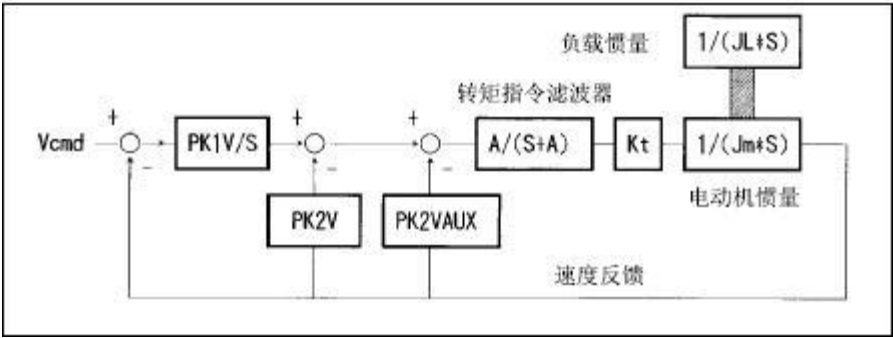 负载惯量
1/(JL*S)
转矩指令滤波器
+
+
+
Vcmd
PK1V/S
A/(S+A)
Kt
1/(Jm*S)
-
-
-
PK2V
PK2VAUX
电动机惯量
速度反馈